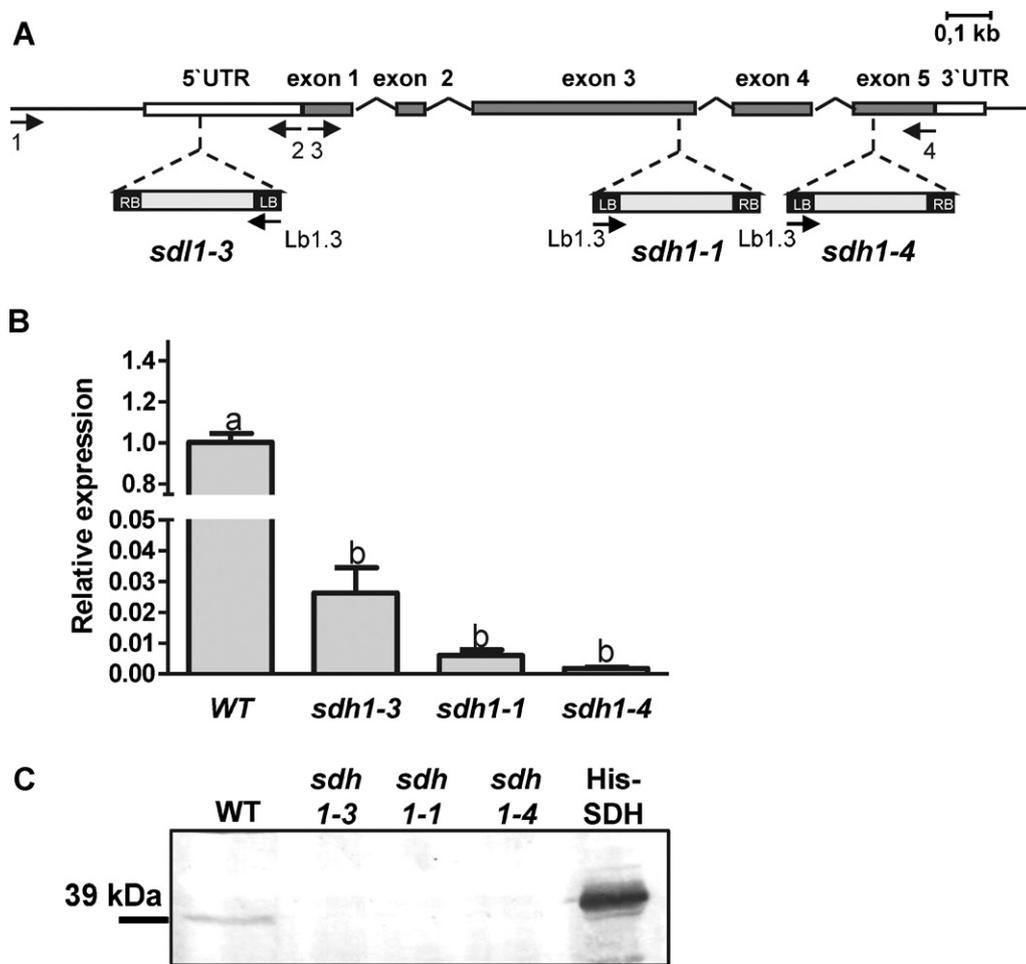 A
0,1 kb
5`UTR exon 1 exon 2 exon 3 exon 4 exon 5 3`UTR
1 2 3 4
RB LB LB RB LB RB
Lb1.3 Lb1.3 Lb1.3
sdl1-3 sdh1-1 sdh1-4
B
Relative expression
1.4
1.2
1.0
0.8
0.05
0.04
0.03
0.02
0.01
0.00
a
b
b
b
WT sdh1-3 sdh1-1 sdh1-4
C
WT sdh 1-3 sdh 1-1 sdh 1-4 His-SDH
39 kDa